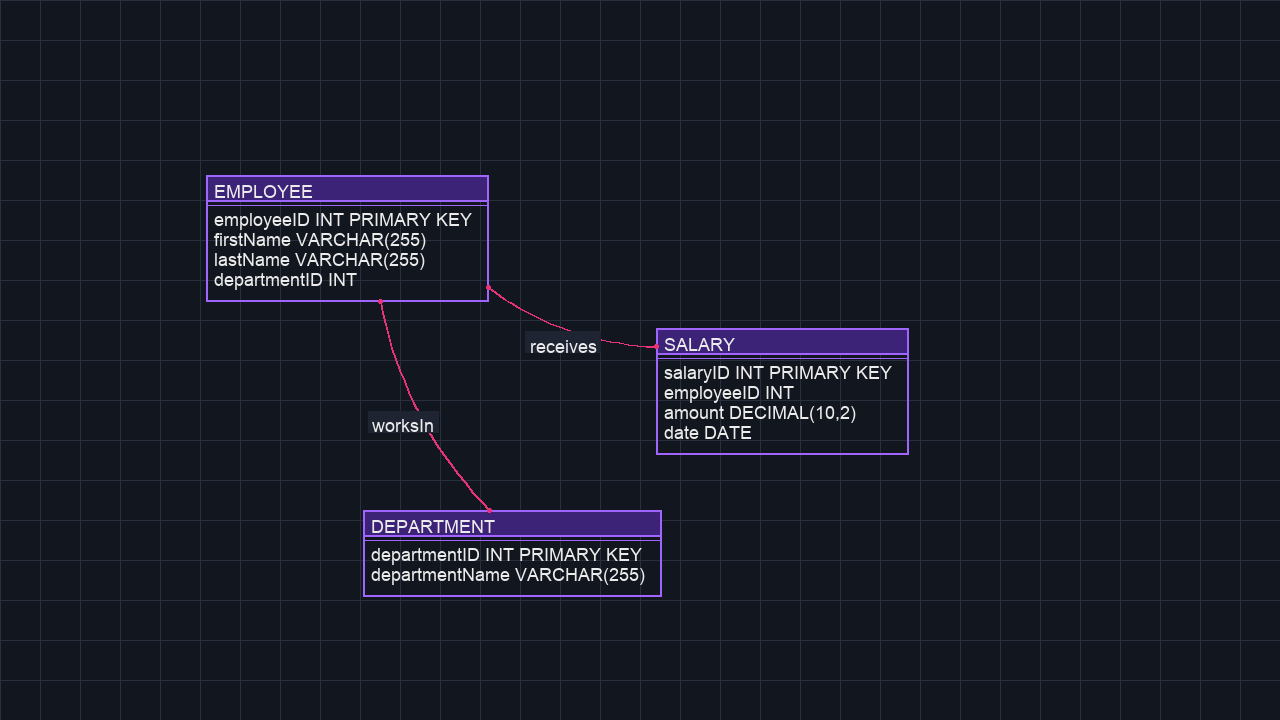 EMPLOYEE
employeeID INT PRIMARY KEY
firstName VARCHAR(255)
lastName VARCHAR(255)
departmentID INT
receives
SALARY
salaryID INT PRIMARY KEY
employeeID INT
amount DECIMAL(10,2)
date DATE
worksIn
DEPARTMENT
departmentID INT PRIMARY KEY
departmentName VARCHAR(255)